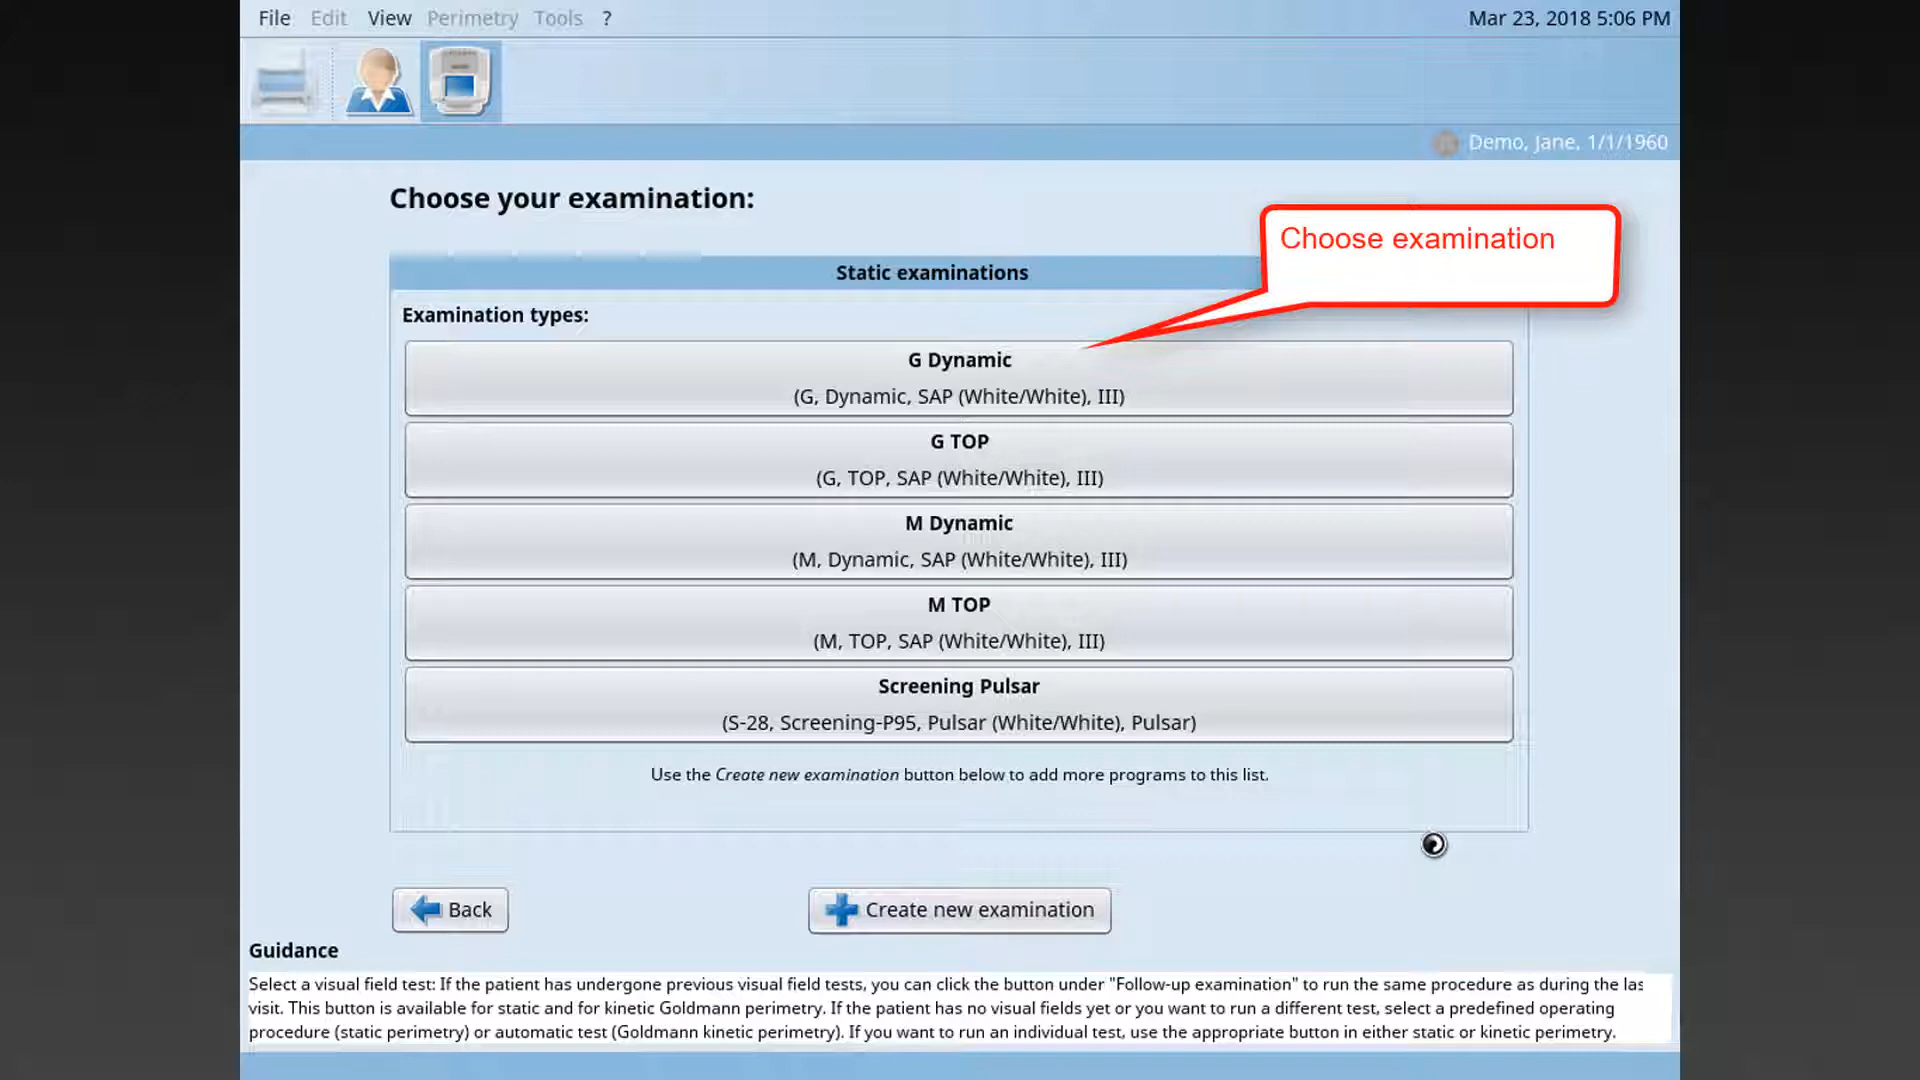 File Edit View Perimetry Tools ? Mar 23, 2018 5:06 PM
Demo, Jane, 1/1/1960
Choose your examination:
Choose examination
Static examinations
Examination types:
G Dynamic
(G, Dynamic, SAP (White/White), III)
G TOP
(G, TOP, SAP (White/White), III)
M Dynamic
(M, Dynamic, SAP (White/White), III)
M TOP
(M, TOP, SAP (White/White), III)
Screening Pulsar
(S-28, Screening-P95, Pulsar (White/White), Pulsar)
Use the Create new examination button below to add more programs to this list.
Back Create new examination
Guidance
Select a visual field test: If the patient has undergone previous visual field tests, you can click the button under "Follow-up examination" to run the same procedure as during the las
visit. This button is available for static and for kinetic Goldmann perimetry. If the patient has no visual fields yet or you want to run a different test, select a predefined operating
procedure (static perimetry) or automatic test (Goldmann kinetic perimetry). If you want to run an individual test, use the appropriate button in either static or kinetic perimetry.